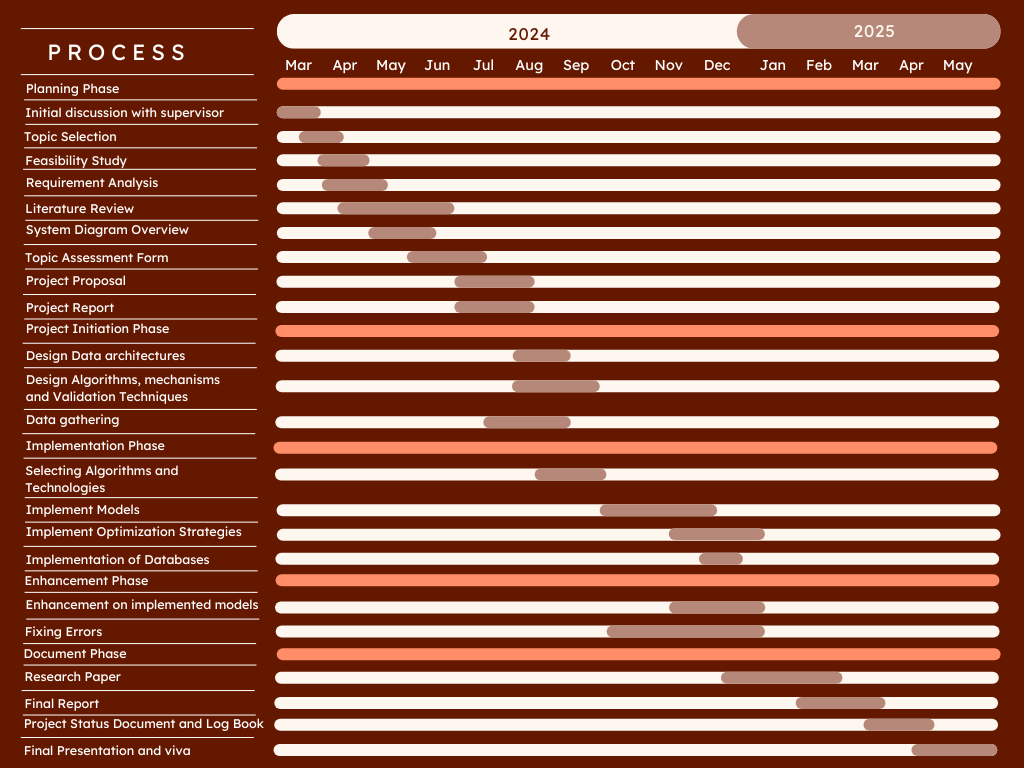 2024
2025
PROCESS
Mar Apr May Jun Jul Aug Sep Oct Nov Dec Jan Feb Mar Apr May
Planning Phase
Initial discussion with supervisor
Topic Selection
Feasibility Study
Requirement Analysis
Literature Review
System Diagram Overview
Topic Assessment Form
Project Proposal
Project Report
Project Initiation Phase
Design Data architectures
Design Algorithms, mechanisms
and Validation Techniques
Data gathering
Implementation Phase
Selecting Algorithms and
Technologies
Implement Models
Implement Optimization Strategies
Implementation of Databases
Enhancement Phase
Enhancement on implemented models
Fixing Errors
Document Phase
Research Paper
Final Report
Project Status Document and Log Book
Final Presentation and viva